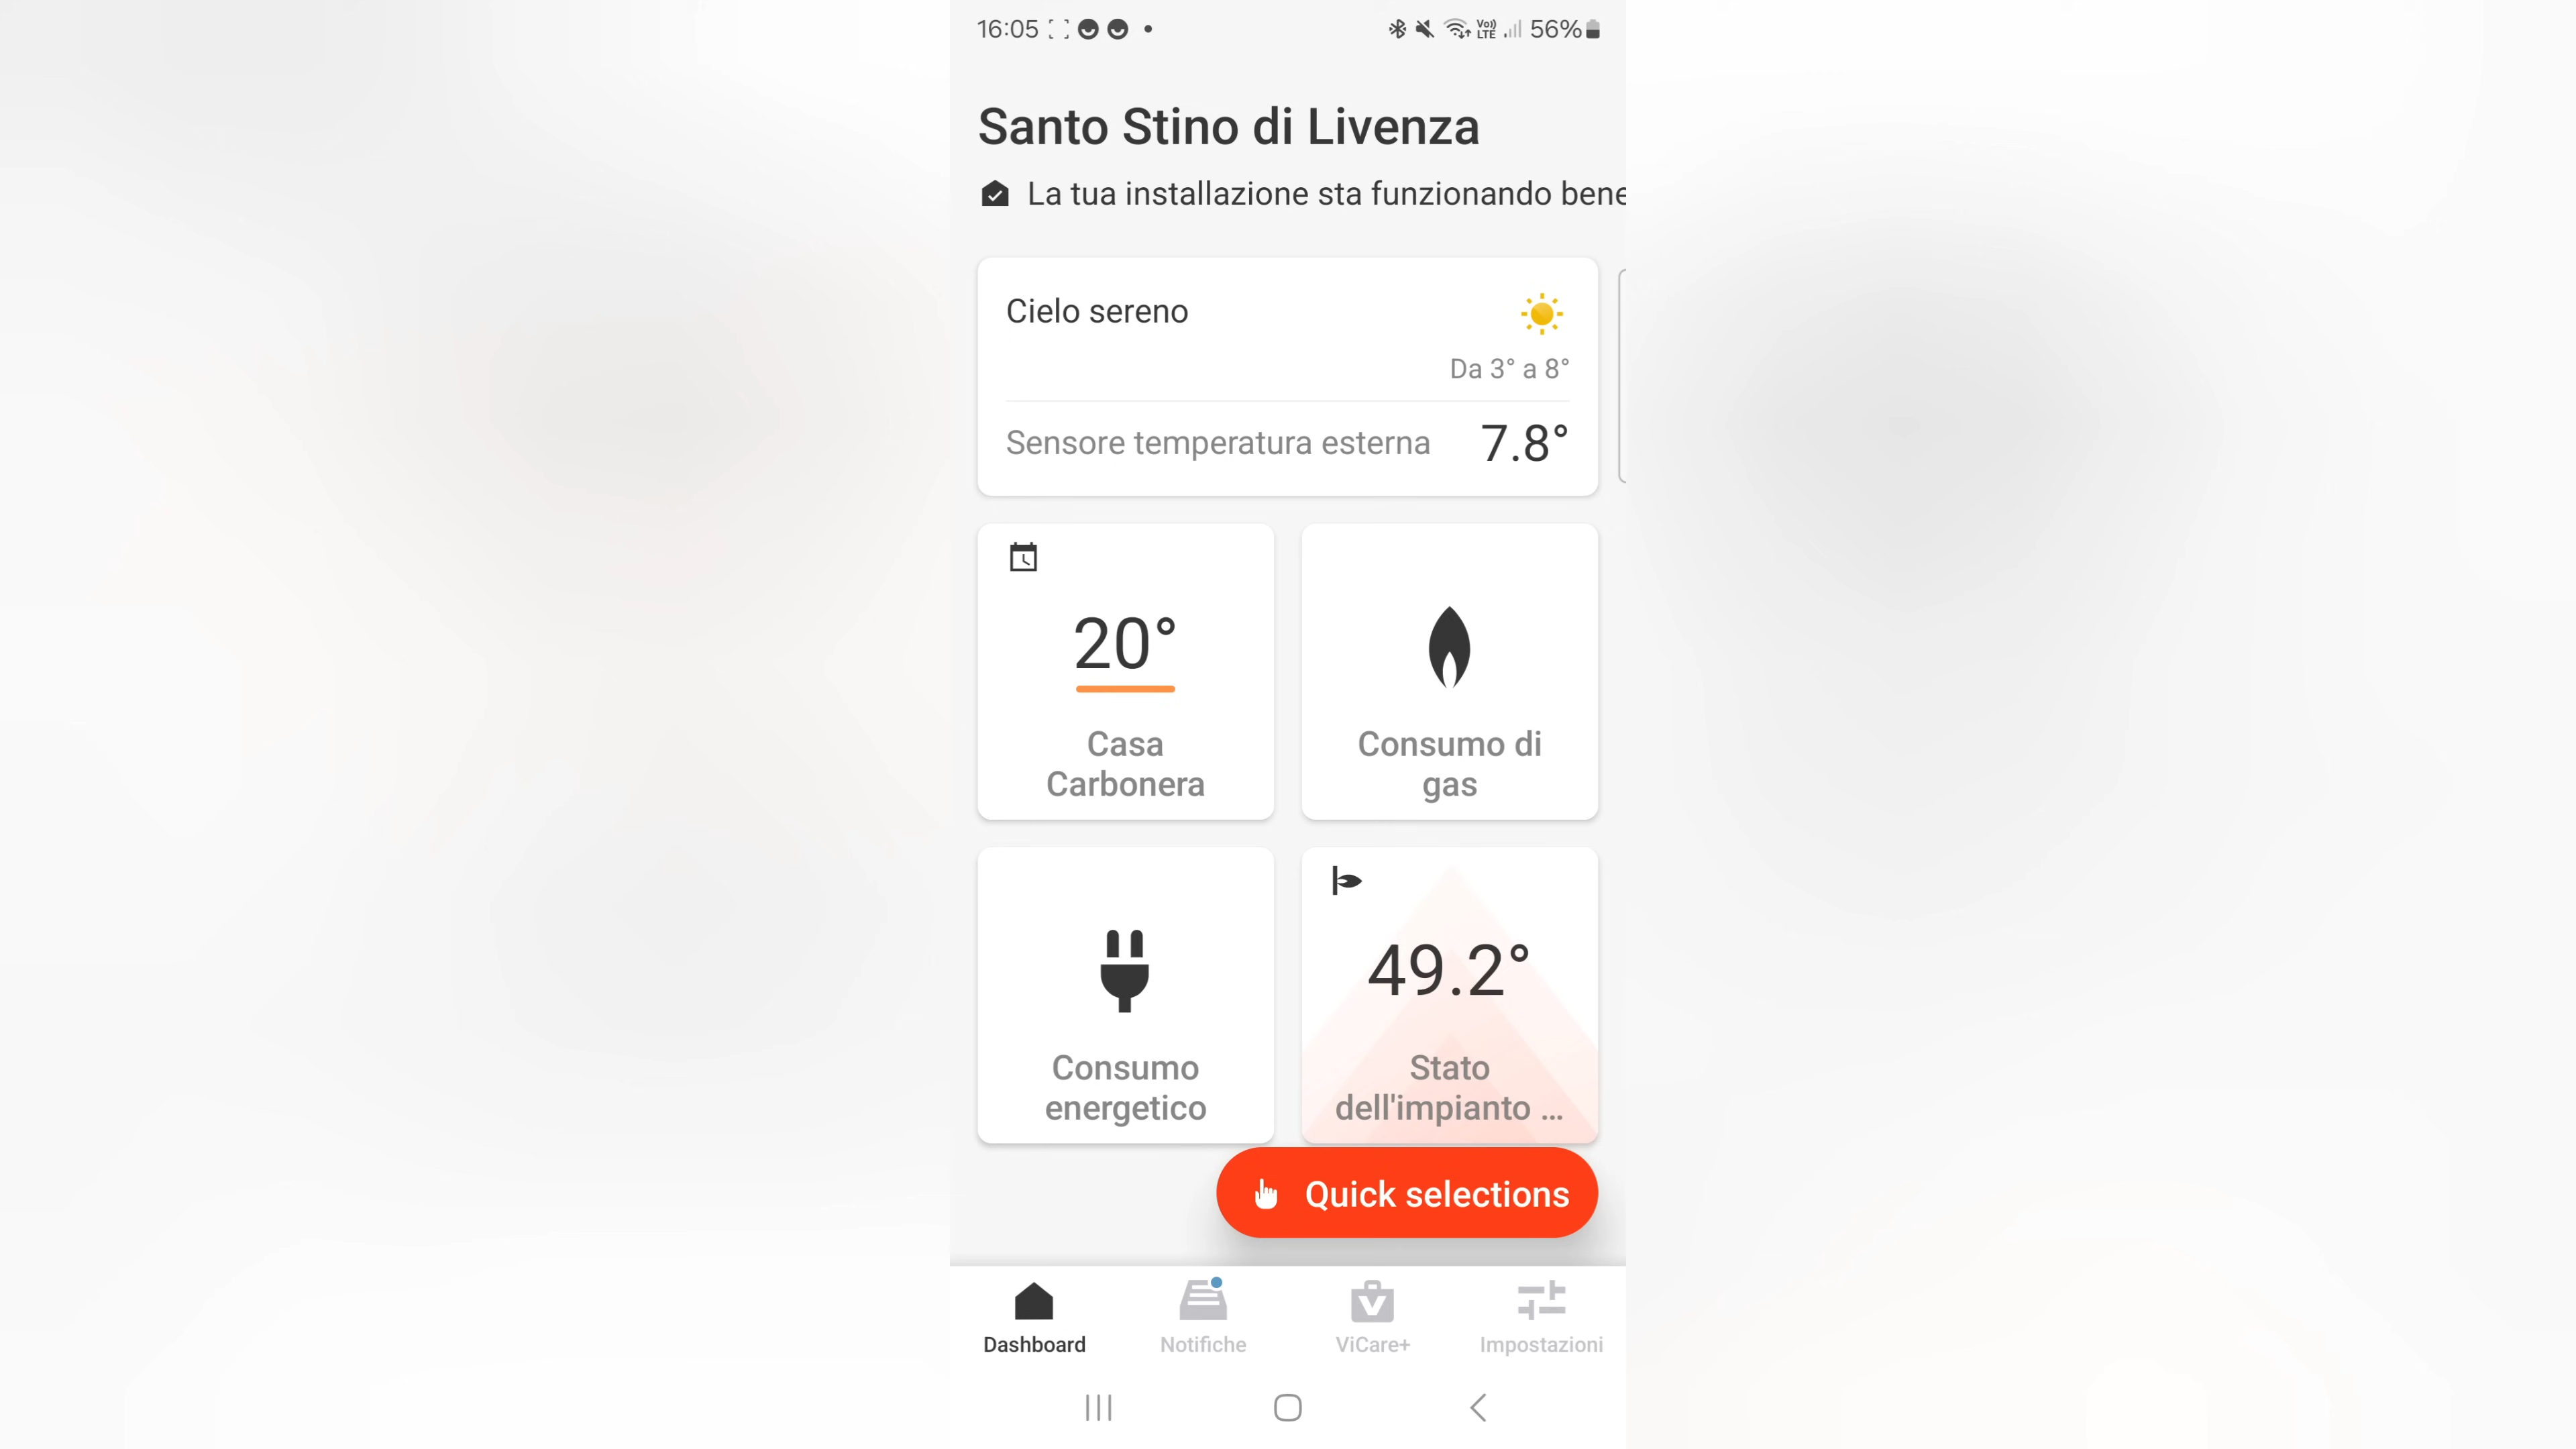 16:05
Vo)) LTE
56%
Santo Stino di Livenza
La tua installazione sta funzionando bene
Cielo sereno
Da 3° a 8°
Sensore temperatura esterna 7.8°
20°
Casa
Carbonera
Consumo di
gas
Consumo
energetico
49.2°
Stato
dell'impianto ...
Quick selections
Dashboard
Notifiche
ViCare+
Impostazioni